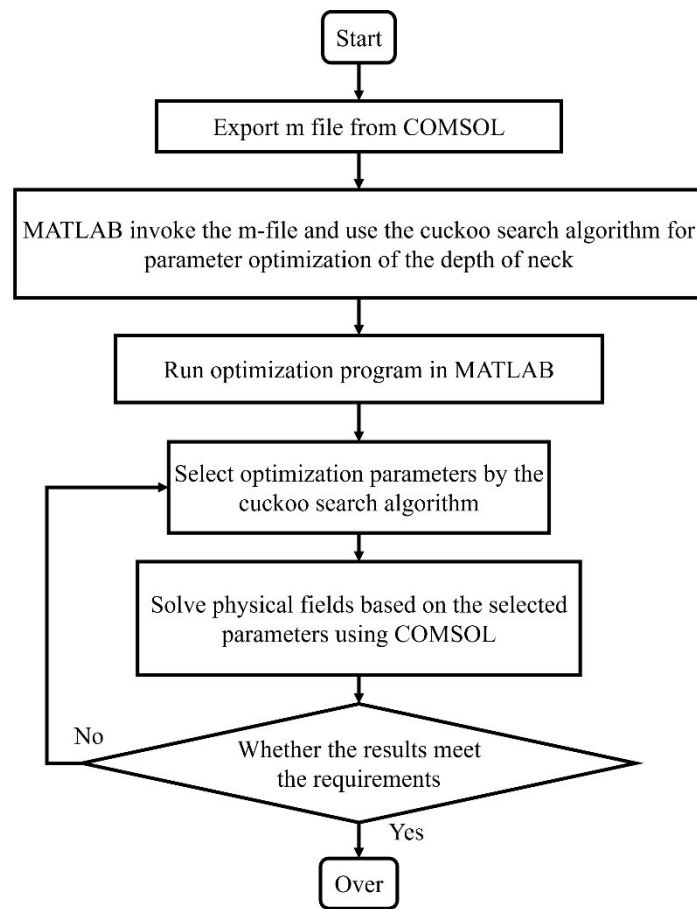 Start
Export m file from COMSOL
MATLAB invoke the m-file and use the cuckoo search algorithm for
parameter optimization of the depth of neck
Run optimization program in MATLAB
Select optimization parameters by the
cuckoo search algorithm
Solve physical fields based on the selected
parameters using COMSOL
No
Whether the results meet
the requirements
Yes
Over